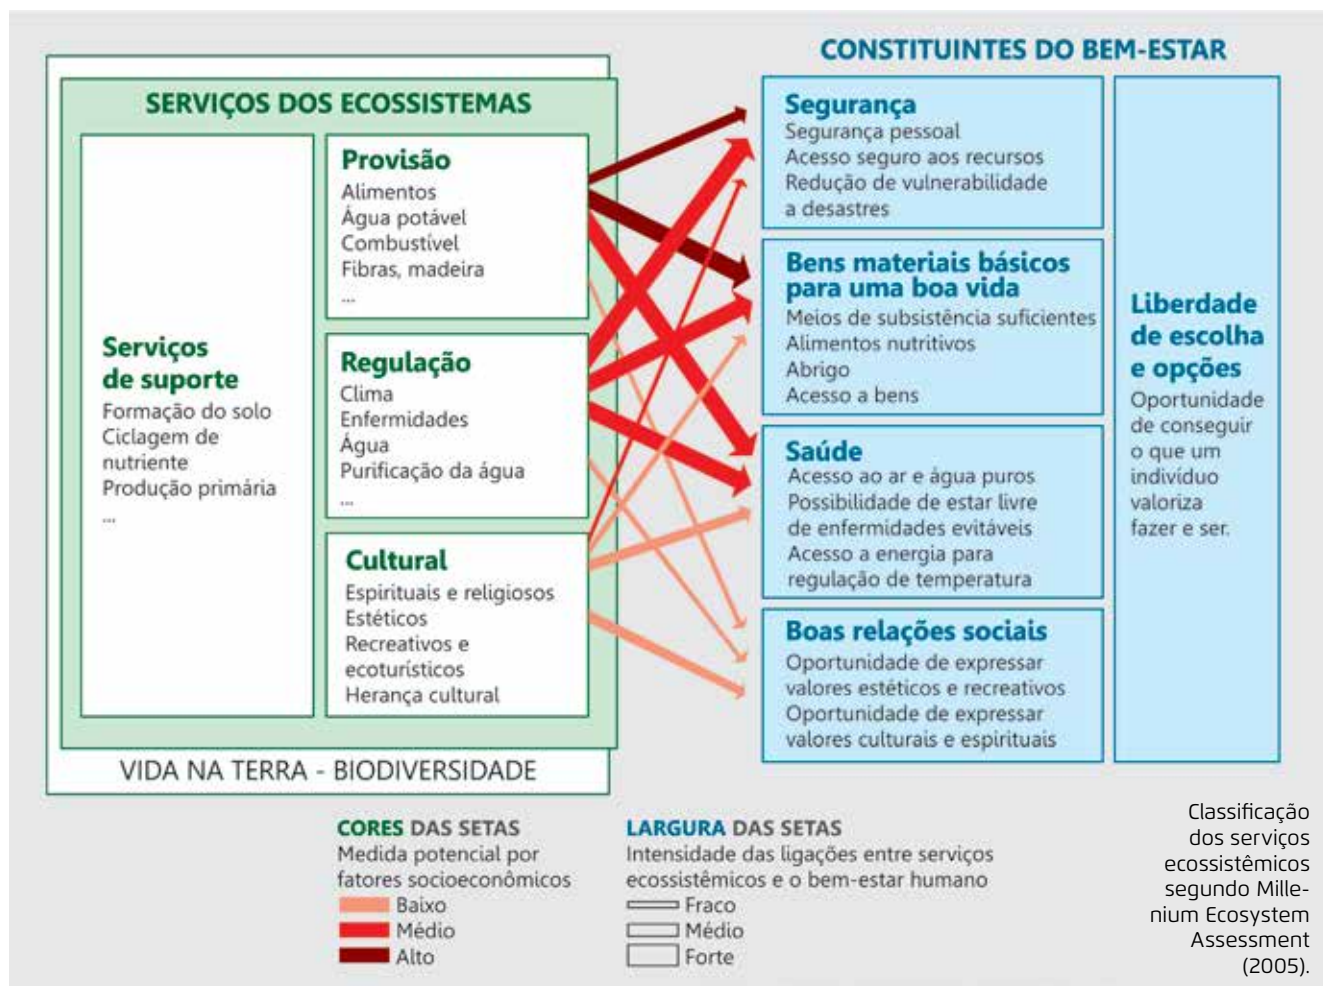 SERVIÇOS DOS ECOSSISTEMAS
Serviços
de suporte
Formação do solo
Ciclagem de
nutriente
Produção primária
...
Provisão
Alimentos
Água potável
Combustível
Fibras, madeira
...
Regulação
Clima
Enfermidades
Água
Purificação da água
...
Cultural
Espirituais e religiosos
Estéticos
Recreativos e
ecoturísticos
Herança cultural
VIDA NA TERRA - BIODIVERSIDADE
CONSTITUINTES DO BEM-ESTAR
Segurança
Segurança pessoal
Acesso seguro aos recursos
Redução de vulnerabilidade
a desastres
Bens materiais básicos
para uma boa vida
Meios de subsistência suficientes
Alimentos nutritivos
Abrigo
Acesso a bens
Saúde
Acesso ao ar e água puros
Possibilidade de estar livre
de enfermidades evitáveis
Acesso a energia para
regulação de temperatura
Boas relações sociais
Oportunidade de expressar
valores estéticos e recreativos
Oportunidade de expressar
valores culturais e espirituais
Liberdade
de escolha
e opções
Oportunidade
de conseguir
o que um
indivíduo
valoriza
fazer e ser.
CORES DAS SETAS
Medida potencial por
fatores socioeconômicos
Baixo
Médio
Alto
LARGURA DAS SETAS
Intensidade das ligações entre serviços
ecossistêmicos e o bem-estar humano
Fraco
Médio
Forte
Classificação
dos serviços
ecossistêmicos
segundo Mille-
nium Ecosystem
Assessment
(2005).